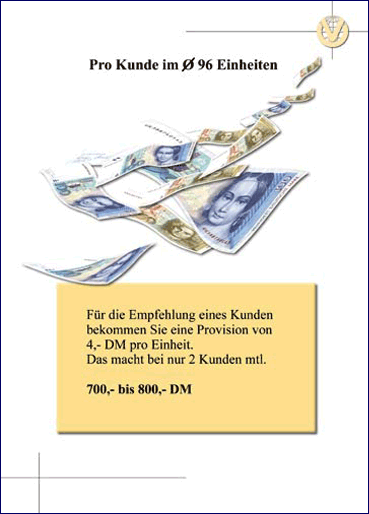 Pro Kunde im Ø 96 Einheiten
Für die Empfehlung eines Kunden
bekommen Sie eine Provision von
4,- DM pro Einheit.
Das macht bei nur 2 Kunden mtl.
700,- bis 800,- DM